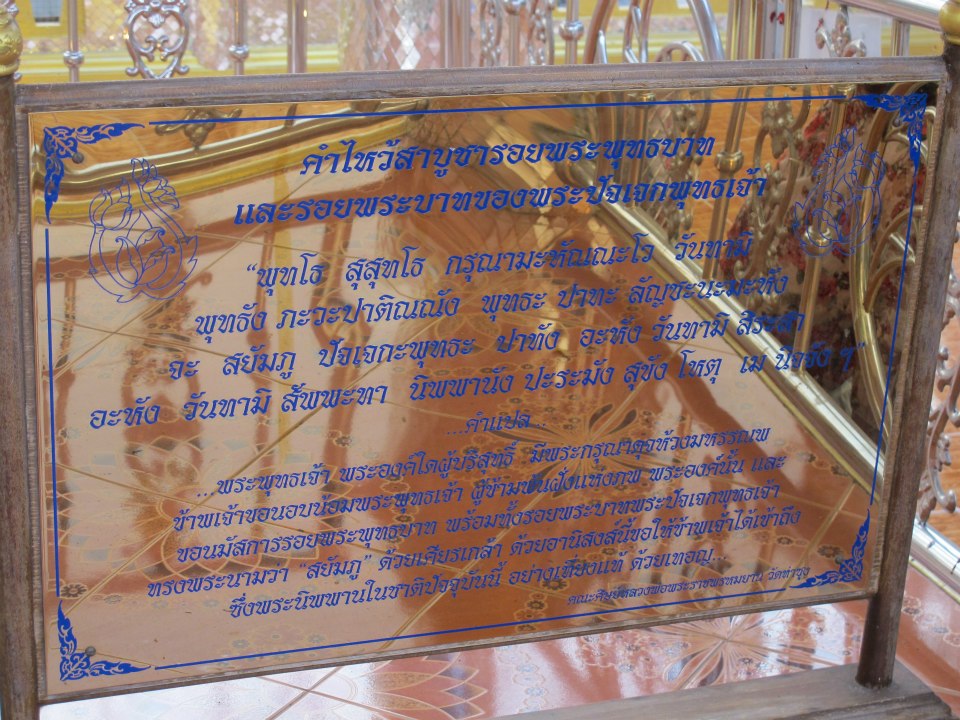 คำไหว้สาบูชารอยพระพุทธบาท
และรอยพระบาทของพระปัจเจกพุทธเจ้า
“พุทโธ สุสุทโธ กรุณามะหัณณะโว วันทามิ
พุทธัง ภะวะปาติณณัง พุทธะ ปาทะ ลัญชะนะมะหัง
จะ สยัมภู ปัจเจกะพุทธะ ปาทัง อะหัง วันทามิ สิระสา
อะหัง วันทามิ สัพพะทา นิพพานัง ปะระมัง สุขัง โหตุ เม นิจจัง ฯ”
...คำแปล...
...พระพุทธเจ้า พระองค์ใดผู้บริสุทธิ์ มีพระกรุณาดุจห้วงมหรรณพ
ข้าพเจ้าขอนอบน้อมพระพุทธเจ้า ผู้ข้ามพ้นฝั่งแห่งภพ พระองค์นั้น และ
ขอนมัสการรอยพระพุทธบาท พร้อมทั้งรอยพระบาทพระปัจเจกพุทธเจ้า
ทรงพระนามว่า “สยัมภู” ด้วยเศียรเกล้า ด้วยอานิสงส์นี้ขอให้ข้าพเจ้าได้เข้าถึง
ซึ่งพระนิพพานในชาติปัจจุบันนี้ อย่างเที่ยงแท้ ด้วยเทอญ...
คณะศิษย์หลวงพ่อพระราชพรหมยาน วัดท่าซุง